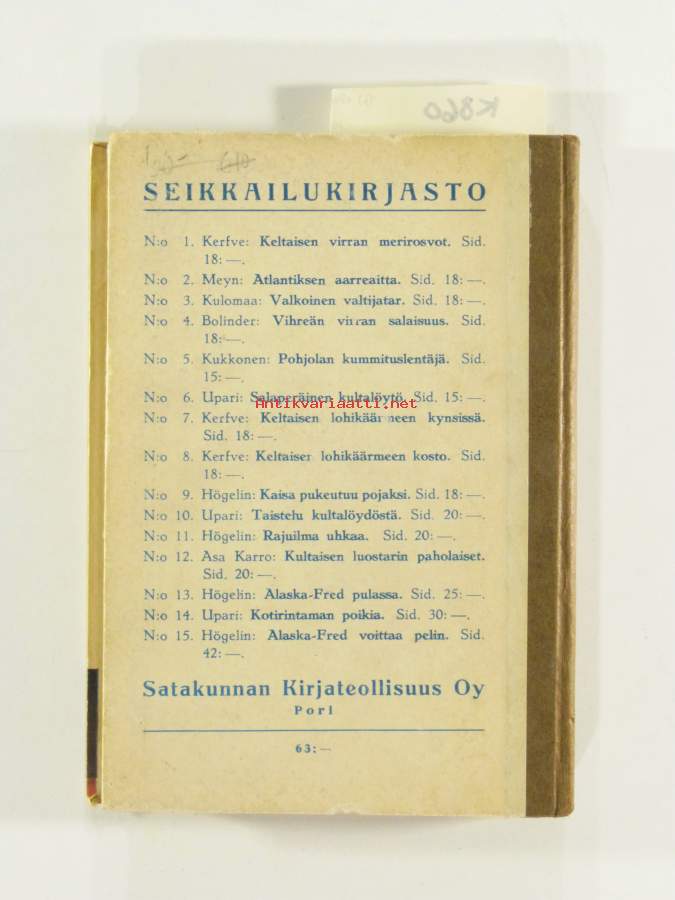 K860
SEIKKAILUKIRJASTO
N:o 1. Kerfve: Keltaisen virran merirosvot. Sid.
18: —.
N:o 2. Meyn: Atlantiksen aarreaitta. Sid. 18: —.
N:o 3. Kulomaa: Valkoinen valtijatar. Sid. 18: —.
N:o 4. Bolinder: Vihreän virran salaisuus. Sid.
18: —.
N:o 5. Kukkonen: Pohjolan kummituslentäjä. Sid.
15: —.
N:o 6. Upari: Salaperäinen kultalöytö. Sid. 15: —.
Antikvariaatti.net
N:o 7. Kerfve: Keltaisen lohikäärmeen kynsissä.
Sid. 18: —.
N:o 8. Kerfve: Keltaisen lohikäärmeen kosto. Sid.
18: —.
N:o 9. Högelin: Kaisa pukeutuu pojaksi. Sid. 18: —.
N:o 10. Upari: Taistelu kultalöydöstä. Sid. 20: —.
N:o 11. Högelin: Rajuilma uhkaa. Sid. 20: —.
N:o 12. Asa Karro: Kultaisen luostarin paholaiset.
Sid. 20: —.
N:o 13. Högelin: Alaska-Fred pulassa. Sid. 25: —.
N:o 14. Upari: Kotirintaman poikia. Sid. 30: —.
N:o 15. Högelin: Alaska-Fred voittaa pelin. Sid.
42: —.
Satakunnan Kirjateollisuus Oy
Pori
63: —